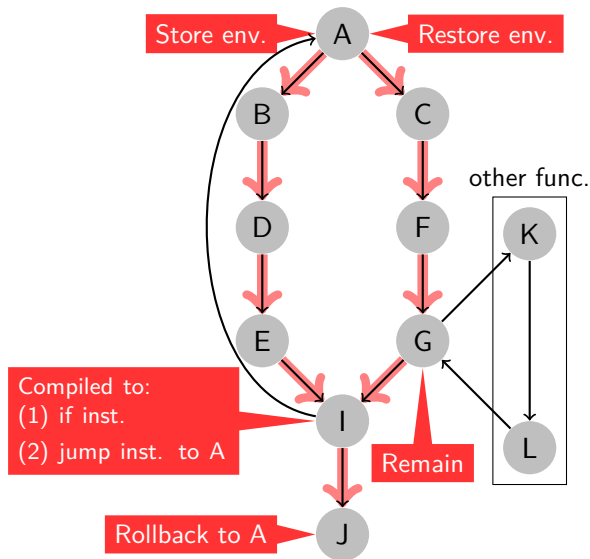 Store env.
A
Restore env.
B
C
other func.
D
F
K
E
G
Compiled to:
(1) if inst.
(2) jump inst. to A
I
Remain
L
Rollback to A
J